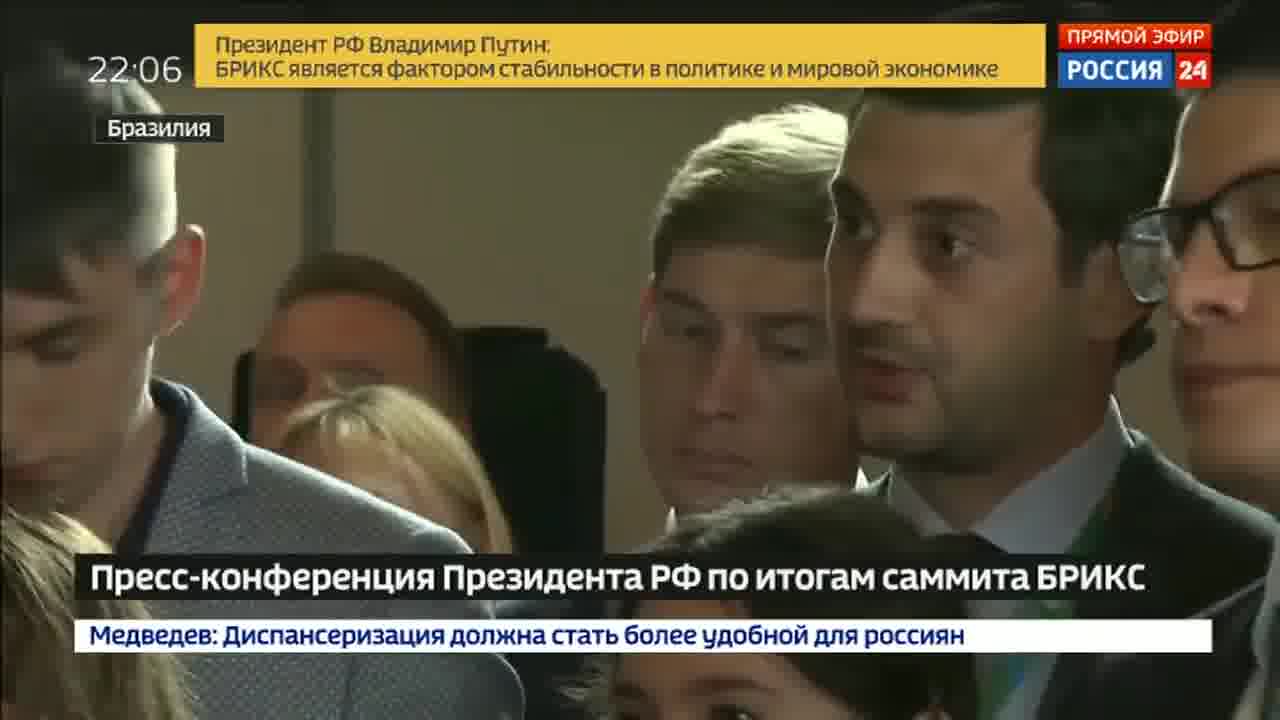 22:06
Президент РФ Владимир Путин:
БРИКС является фактором стабильности в политике и мировой экономике
ПРЯМОЙ ЭФИР
РОССИЯ 24
Бразилия
Пресс-конференция Президента РФ по итогам саммита БРИКС
Медведев: Диспансеризация должна стать более удобной для россиян